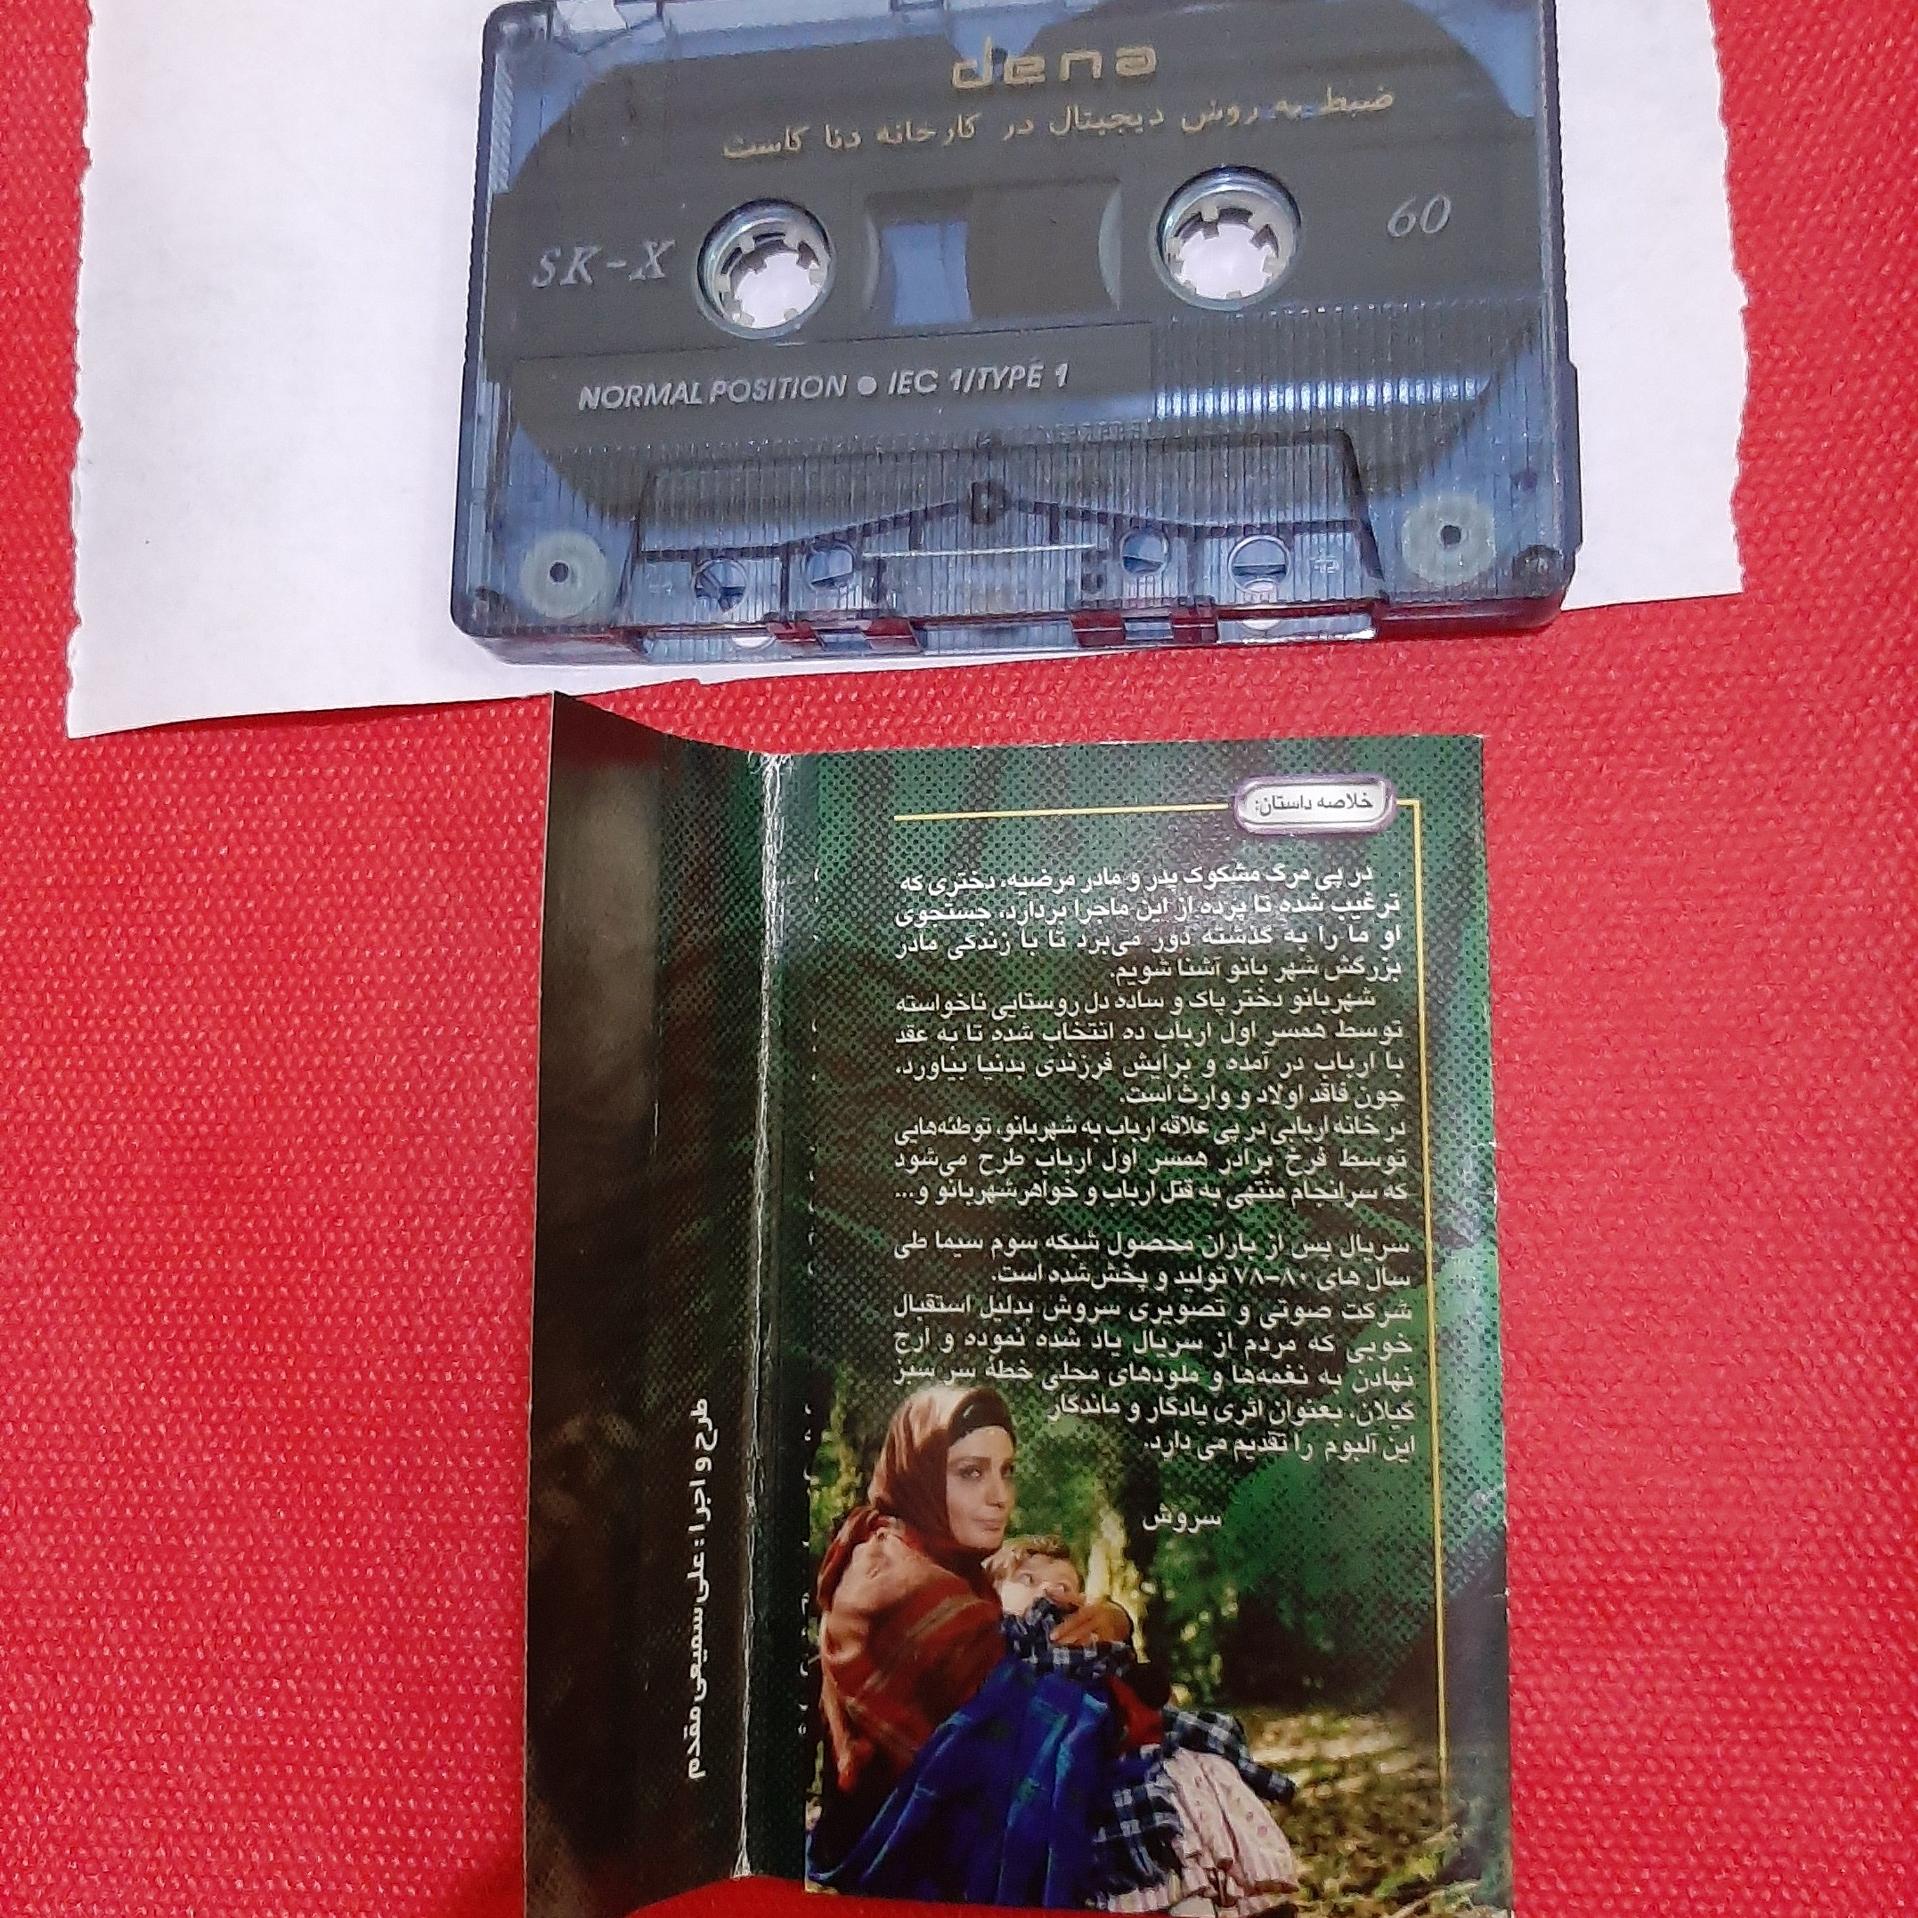 dena
ضبط به روش دیجیتال در کارخانه دنا کاست
SK-X
60
NORMAL POSITION ● IEC 1/TYPE 1
خلاصه داستان:
در پی مرگ مشکوک پدر و مادر مرضیه، دختری که
ترغیب شده تا پرده از این ماجرا بردارد، جستجوی
او ما را به گذشته دور می‌برد تا با زندگی مادر
بزرگش شهر بانو آشنا شویم.
شهربانو دختر پاک و ساده دل روستایی ناخواسته
توسط همسر اول ارباب ده انتخاب شده تا به عقد
با ارباب در آمده و برایش فرزندی بدنیا بیاورد.
چون فاقد اولاد و وارث است.
در خانه اربابی در پی علاقه ارباب به شهربانو، توطئه‌هایی
توسط فرخ برادر همسر اول ارباب طرح می‌شود
که سرانجام منتهی به قتل ارباب و خواهر شهربانو و...
سریال پس از باران محصول شبکه سوم سیما طی
سال های ۸۰-۷۸ تولید و پخش شده است.
شرکت صوتی و تصویری سروش بدلیل استقبال
خوبی که مردم از سریال یاد شده نموده و ارج
نهادن به نغمه‌ها و ملودهای محلی خطهٔ سر سبز
گیلان، بعنوان اثری یادگار و ماندگار
این آلبوم را تقدیم می دارد.
سروش
طرح و اجرا : علی سمیعی مقدم